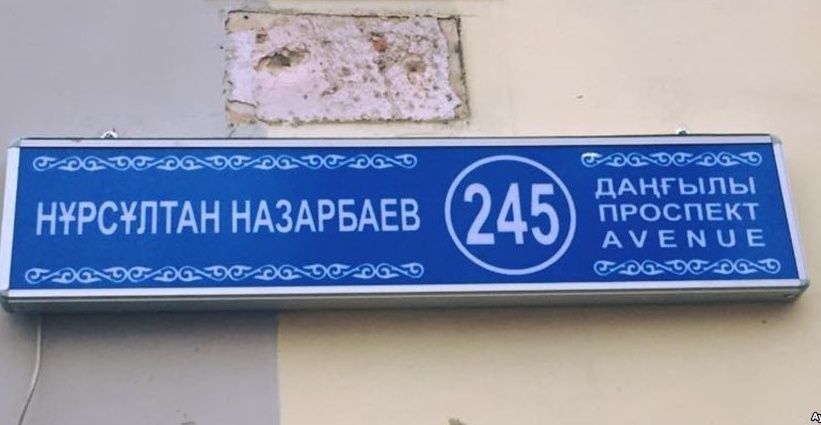 НҰРСҰЛТАН НАЗАРБАЕВ
245
ДАҢҒЫЛЫ
ПРОСПЕКТ
AVENUE